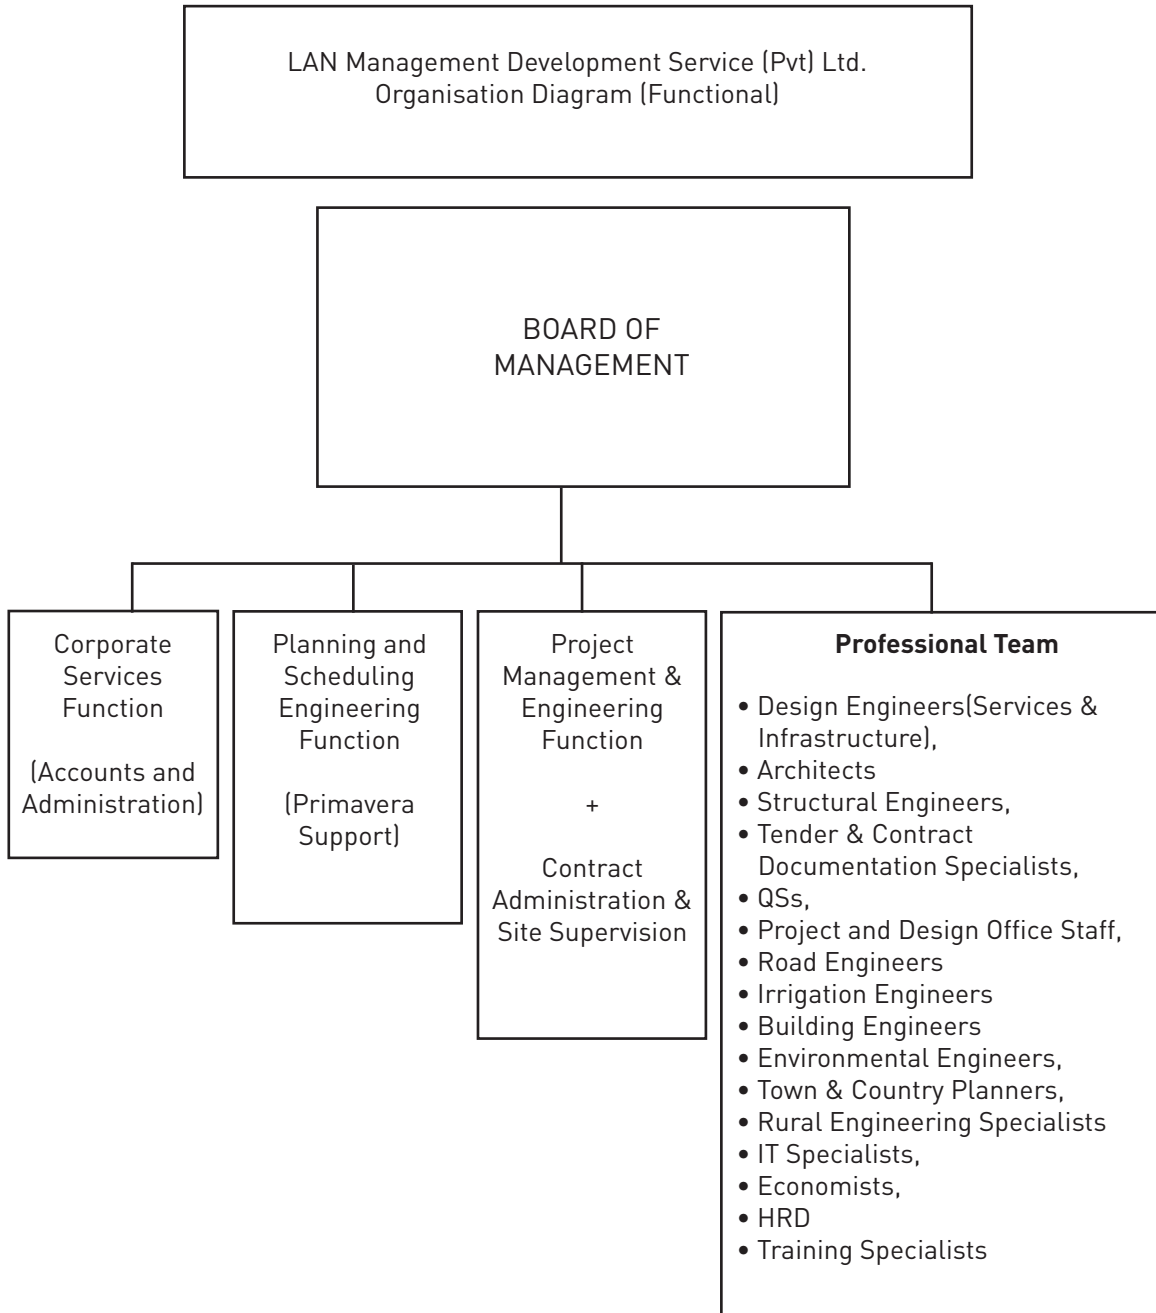 LAN Management Development Service (Pvt) Ltd.
Organisation Diagram (Functional)
BOARD OF
MANAGEMENT
Corporate
Services
Function
(Accounts and
Administration)
Planning and
Scheduling
Engineering
Function
(Primavera
Support)
Project
Management &
Engineering
Function
+
Contract
Administration &
Site Supervision
Professional Team
• Design Engineers(Services &
Infrastructure),
• Architects
• Structural Engineers,
• Tender & Contract
Documentation Specialists,
• QSs,
• Project and Design Office Staff,
• Road Engineers
• Irrigation Engineers
• Building Engineers
• Environmental Engineers,
• Town & Country Planners,
• Rural Engineering Specialists
• IT Specialists,
• Economists,
• HRD
• Training Specialists